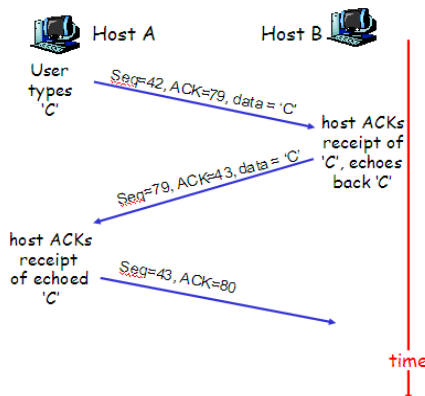 Host A
Host B
User
types
'C'
Seq=42, ACK=79, data = 'C'
host ACKs
receipt of
'C', echoes
back 'C'
Seq=79, ACK=43, data = 'C'
host ACKs
receipt
of echoed
'C'
Seq=43, ACK=80
time